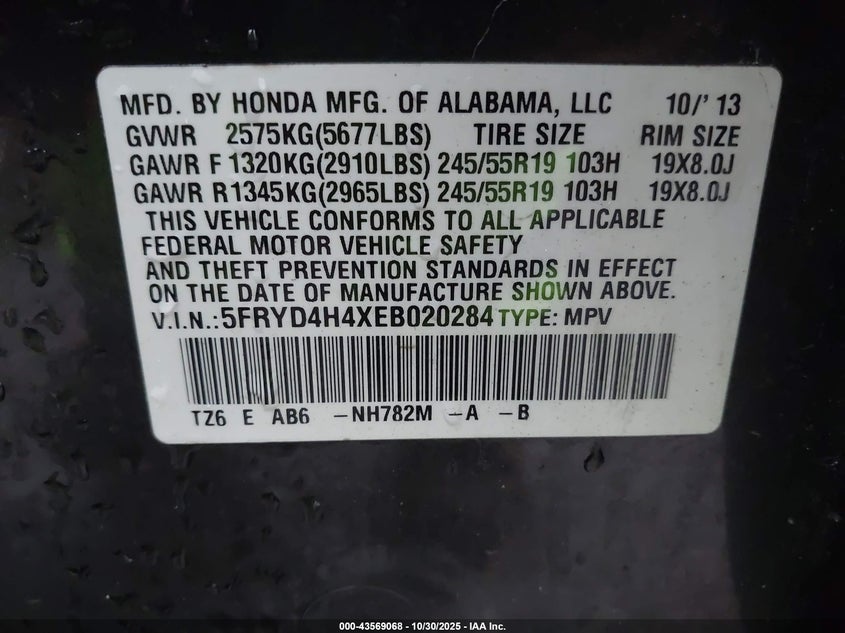 MFD. BY HONDA MFG. OF ALABAMA, LLC 10/'13
GVWR 2575KG(5677LBS) TIRE SIZE RIM SIZE
GAWR F 1320KG(2910LBS) 245/55R19 103H 19X8.0J
GAWR R1345KG(2965LBS) 245/55R19 103H 19X8.0J
THIS VEHICLE CONFORMS TO ALL APPLICABLE
FEDERAL MOTOR VEHICLE SAFETY
AND THEFT PREVENTION STANDARDS IN EFFECT
ON THE DATE OF MANUFACTURE SHOWN ABOVE.
V.I.N.:5FRYD4H4XEB020284 TYPE: MPV
TZ6 E AB6 -NH782M -A -B
000-43569068 - 10/30/2025 - IAA Inc.